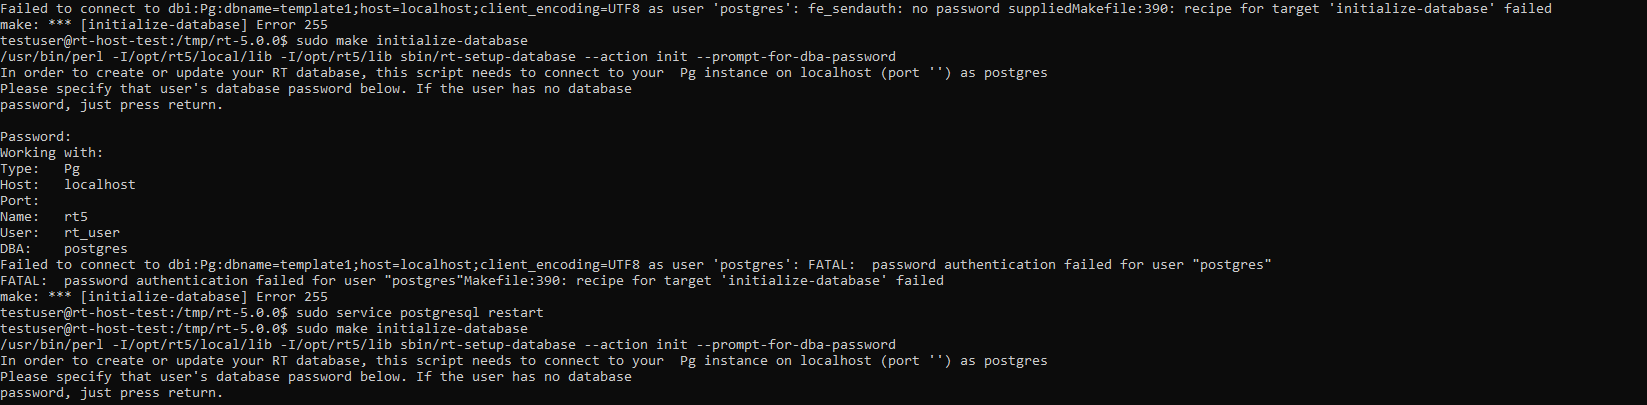 Failed to connect to dbi:Pg:dbname=template1;host=localhost;client_encoding=UTF8 as user 'postgres': fe_sendauth: no password suppliedMakefile:390: recipe for target 'initialize-database' failed
make: *** [initialize-database] Error 255
testuser@rt-host-test:/tmp/rt-5.0.0$ sudo make initialize-database
/usr/bin/perl -I/opt/rt5/local/lib -I/opt/rt5/lib sbin/rt-setup-database --action init --prompt-for-dba-password
In order to create or update your RT database, this script needs to connect to your  Pg instance on localhost (port '') as postgres
Please specify that user's database password below. If the user has no database
password, just press return.

Password:
Working with:
Type:   Pg
Host:   localhost
Port:
Name:   rt5
User:   rt_user
DBA:    postgres
Failed to connect to dbi:Pg:dbname=template1;host=localhost;client_encoding=UTF8 as user 'postgres': FATAL:  password authentication failed for user "postgres"
FATAL:  password authentication failed for user "postgres"Makefile:390: recipe for target 'initialize-database' failed
make: *** [initialize-database] Error 255
testuser@rt-host-test:/tmp/rt-5.0.0$ sudo service postgresql restart
testuser@rt-host-test:/tmp/rt-5.0.0$ sudo make initialize-database
/usr/bin/perl -I/opt/rt5/local/lib -I/opt/rt5/lib sbin/rt-setup-database --action init --prompt-for-dba-password
In order to create or update your RT database, this script needs to connect to your  Pg instance on localhost (port '') as postgres
Please specify that user's database password below. If the user has no database
password, just press return.